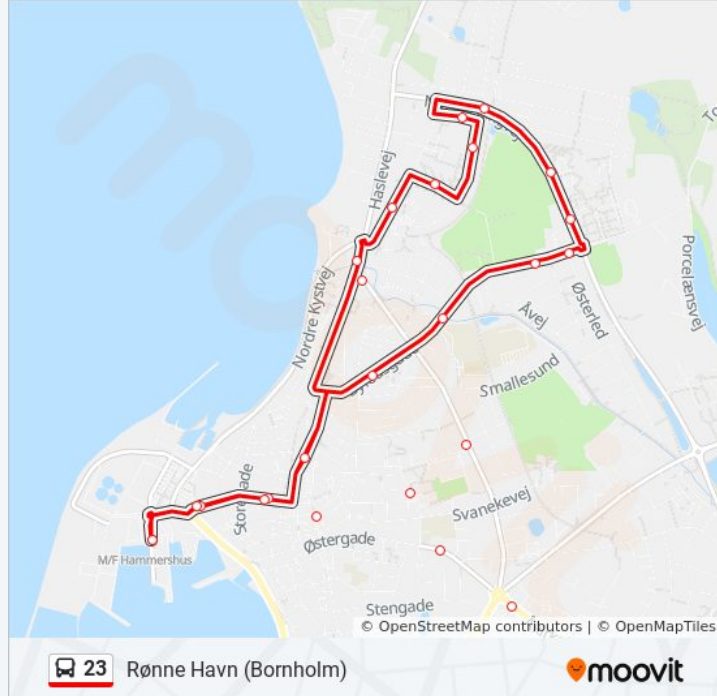 To
Haslevej
Porcelænsvej
Nordre Kystvej
Østerled
Åvej
Smallesund
Storegade
Svanekevej
Østergade
M/F Hammershus
Stengade
© OpenStreetMap contributors | © OpenMapTiles
23 Rønne Havn (Bornholm)
moovit